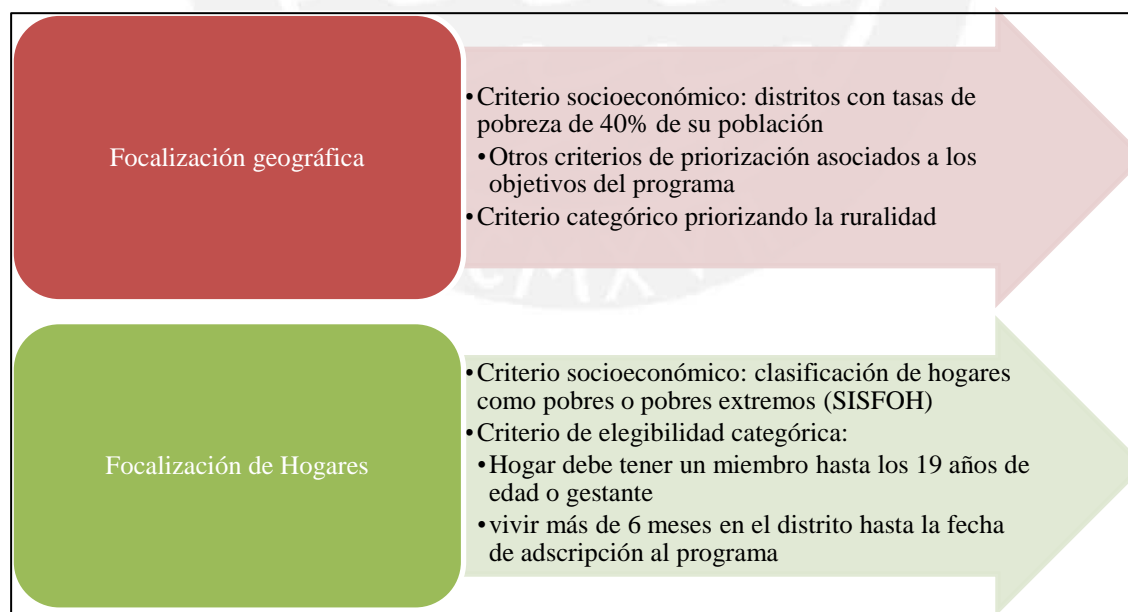 Focalización geográfica
•Criterio socioeconómico: distritos con tasas de
pobreza de 40% de su población
•Otros criterios de priorización asociados a los
objetivos del programa
•Criterio categórico priorizando la ruralidad
Focalización de Hogares
•Criterio socioeconómico: clasificación de hogares
como pobres o pobres extremos (SISFOH)
•Criterio de elegibilidad categórica:
•Hogar debe tener un miembro hasta los 19 años de
edad o gestante
•vivir más de 6 meses en el distrito hasta la fecha
de adscripción al programa